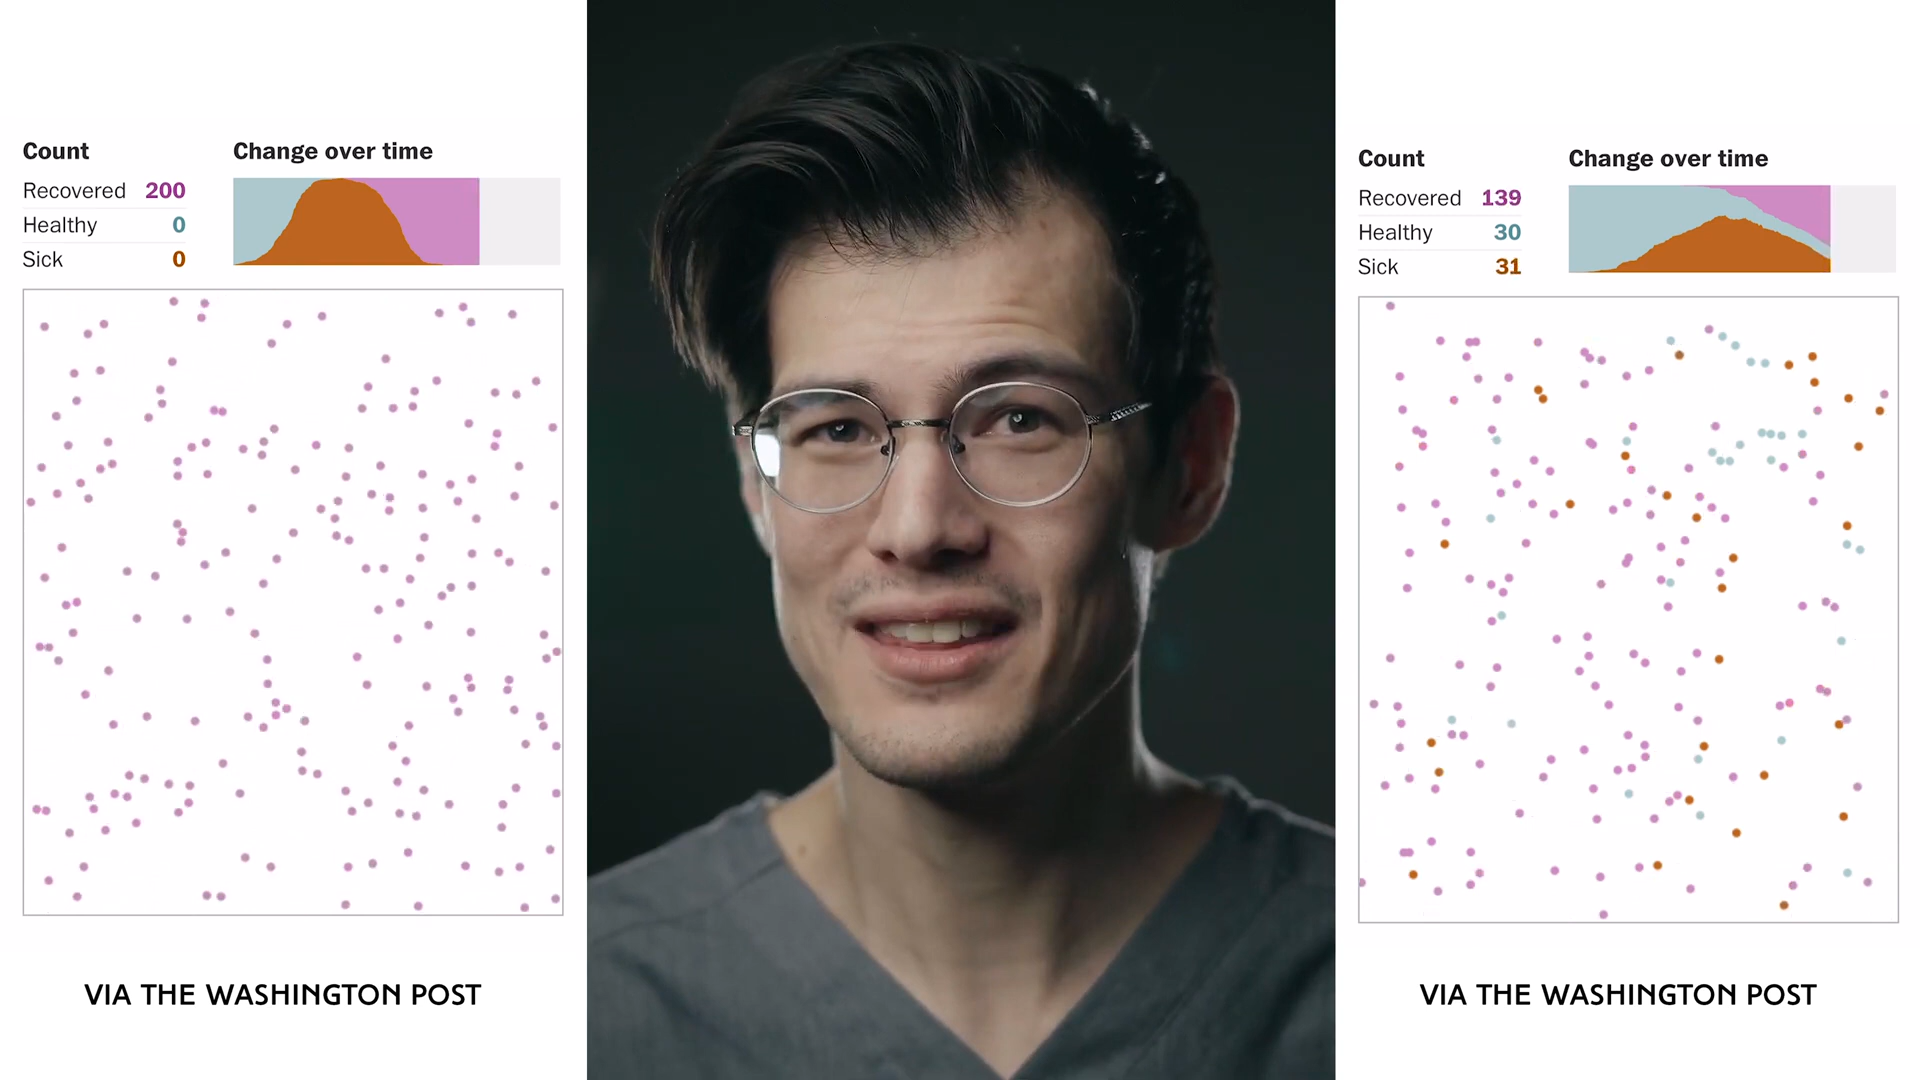 Count
Change over time
Recovered 200
Healthy 0
Sick 0
VIA THE WASHINGTON POST
Count
Change over time
Recovered 139
Healthy 30
Sick 31
VIA THE WASHINGTON POST